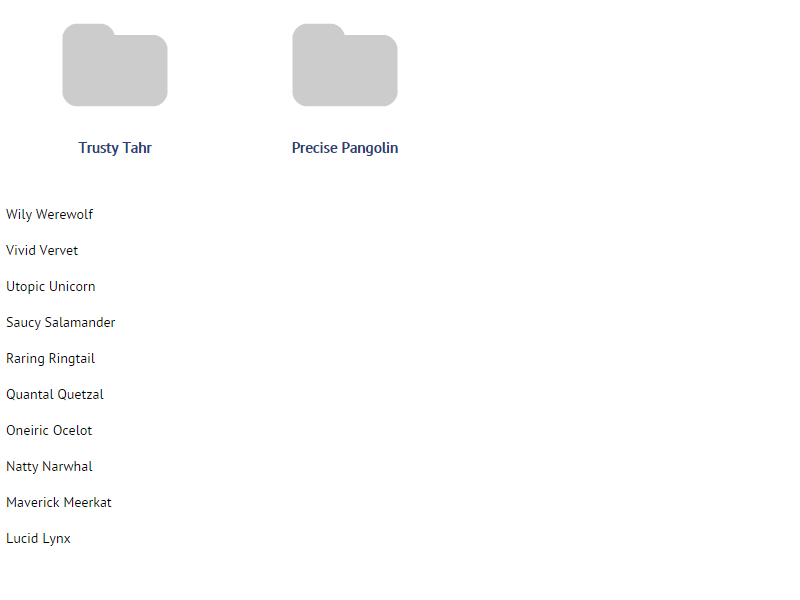 Trusty Tahr
Precise Pangolin
Wily Werewolf
Vivid Vervet
Utopic Unicorn
Saucy Salamander
Raring Ringtail
Quantal Quetzal
Oneiric Ocelot
Natty Narwhal
Maverick Meerkat
Lucid Lynx